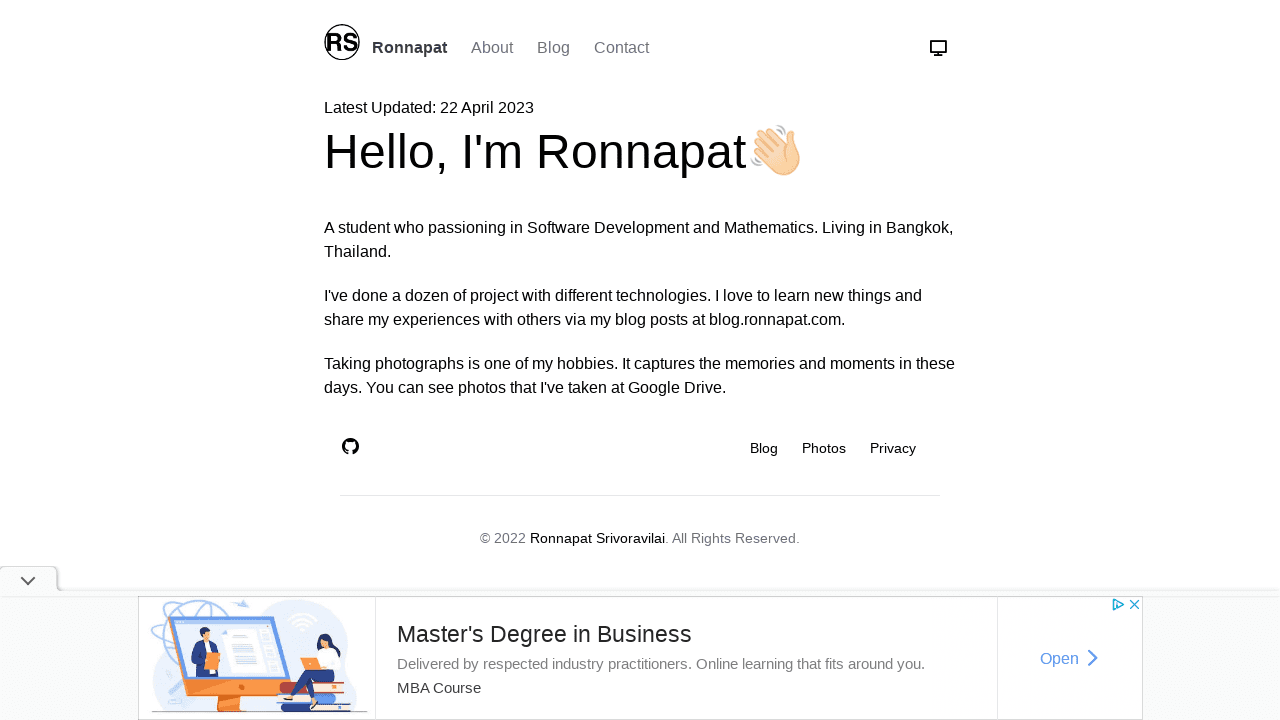 RS Ronnapat About Blog Contact
Latest Updated: 22 April 2023
Hello, I'm Ronnapat
A student who passioning in Software Development and Mathematics. Living in Bangkok,
Thailand.
I've done a dozen of project with different technologies. I love to learn new things and
share my experiences with others via my blog posts at blog.ronnapat.com.
Taking photographs is one of my hobbies. It captures the memories and moments in these
days. You can see photos that I've taken at Google Drive.
Blog Photos Privacy
© 2022 Ronnapat Srivoravilai. All Rights Reserved.
Master's Degree in Business
Delivered by respected industry practitioners. Online learning that fits around you.
MBA Course
Open